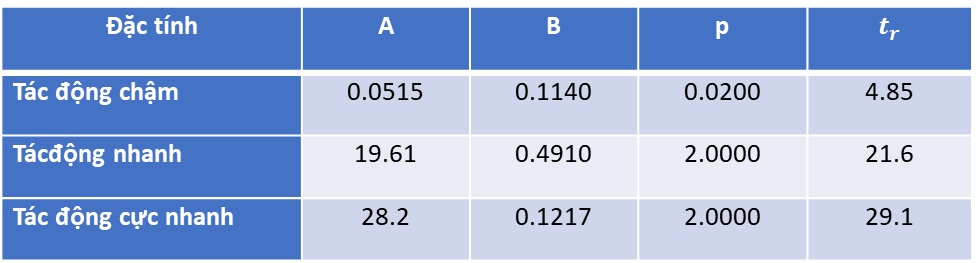 Đặc tính A B p tr
Tác động chậm 0.0515 0.1140 0.0200 4.85
Tácđộng nhanh 19.61 0.4910 2.0000 21.6
Tác động cực nhanh 28.2 0.1217 2.0000 29.1